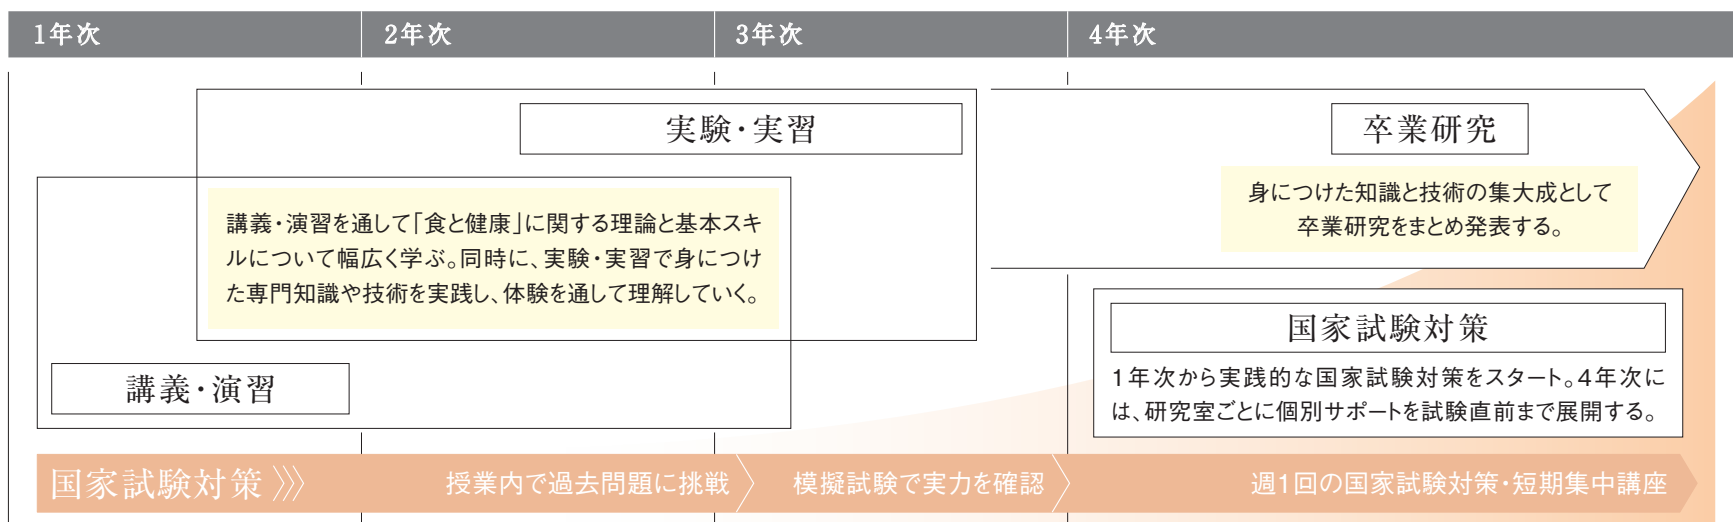 1年次
2年次
3年次
4年次
実験・実習
卒業研究
身につけた知識と技術の集大成として
卒業研究をまとめ発表する。
講義・演習を通して「食と健康」に関する理論と基本スキ
ルについて幅広く学ぶ。同時に、実験・実習で身につけ
た専門知識や技術を実践し、体験を通して理解していく。
講義・演習
国家試験対策
1年次から実践的な国家試験対策をスタート。4年次に
は、研究室ごとに個別サポートを試験直前まで展開する。
国家試験対策
授業内で過去問題に挑戦
模擬試験で実力を確認
週1回の国家試験対策・短期集中講座